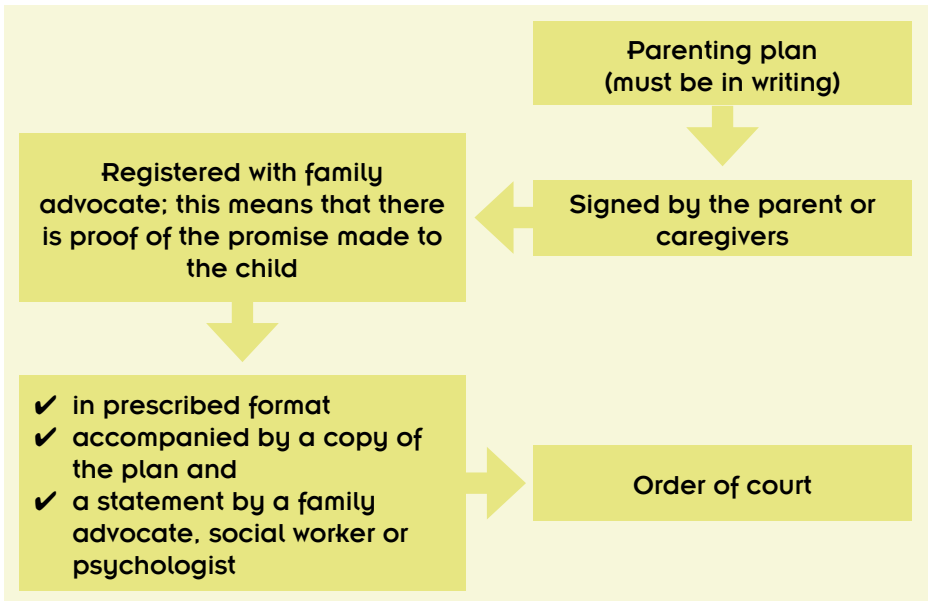 Parenting plan
(must be in writing)
Signed by the parent or
caregivers
Registered with family
advocate; this means that there
is proof of the promise made to
the child
✔ in prescribed format
✔ accompanied by a copy of
the plan and
✔ a statement by a family
advocate, social worker or
psychologist
Order of court